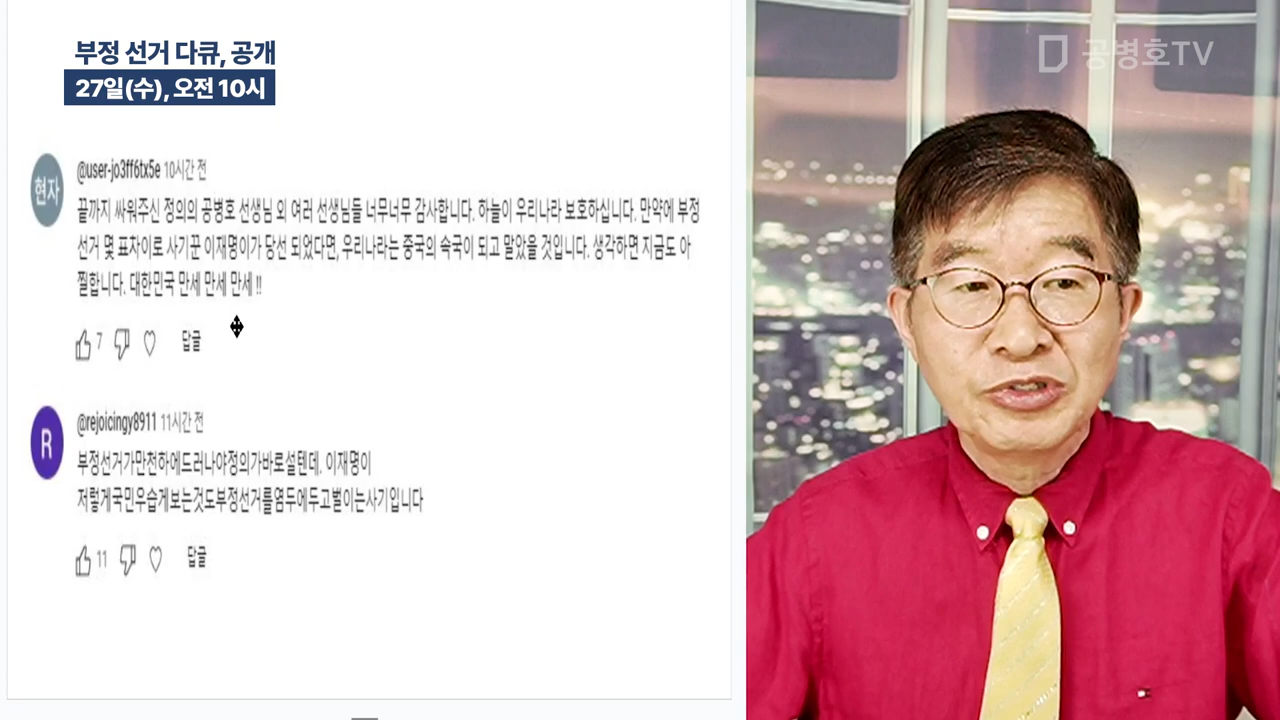 부정 선거 다큐, 공개
27일(수), 오전 10시
공병호TV
현자
@user-jo3ff6tx5e 10시간 전
끝까지 싸워주신 정의의 공병호 선생님 외 여러 선생님들 너무너무 감사합니다. 하늘이 우리나라 보호하십니다. 만약에 부정
선거 몇 표차이로 사기꾼 이재명이가 당선 되었다면, 우리나라는 중국의 속국이 되고 말았을 것입니다. 생각하면 지금도 아
찔합니다. 대한민국 만세 만세 만세 !!
7 답글
R
@rejoicingy8911 11시간 전
부정선거가만천하에드러나야정의가바로설텐데. 이재명이
저렇게국민우습게보는것도부정선거를염두에두고벌이는사기입니다
11 답글